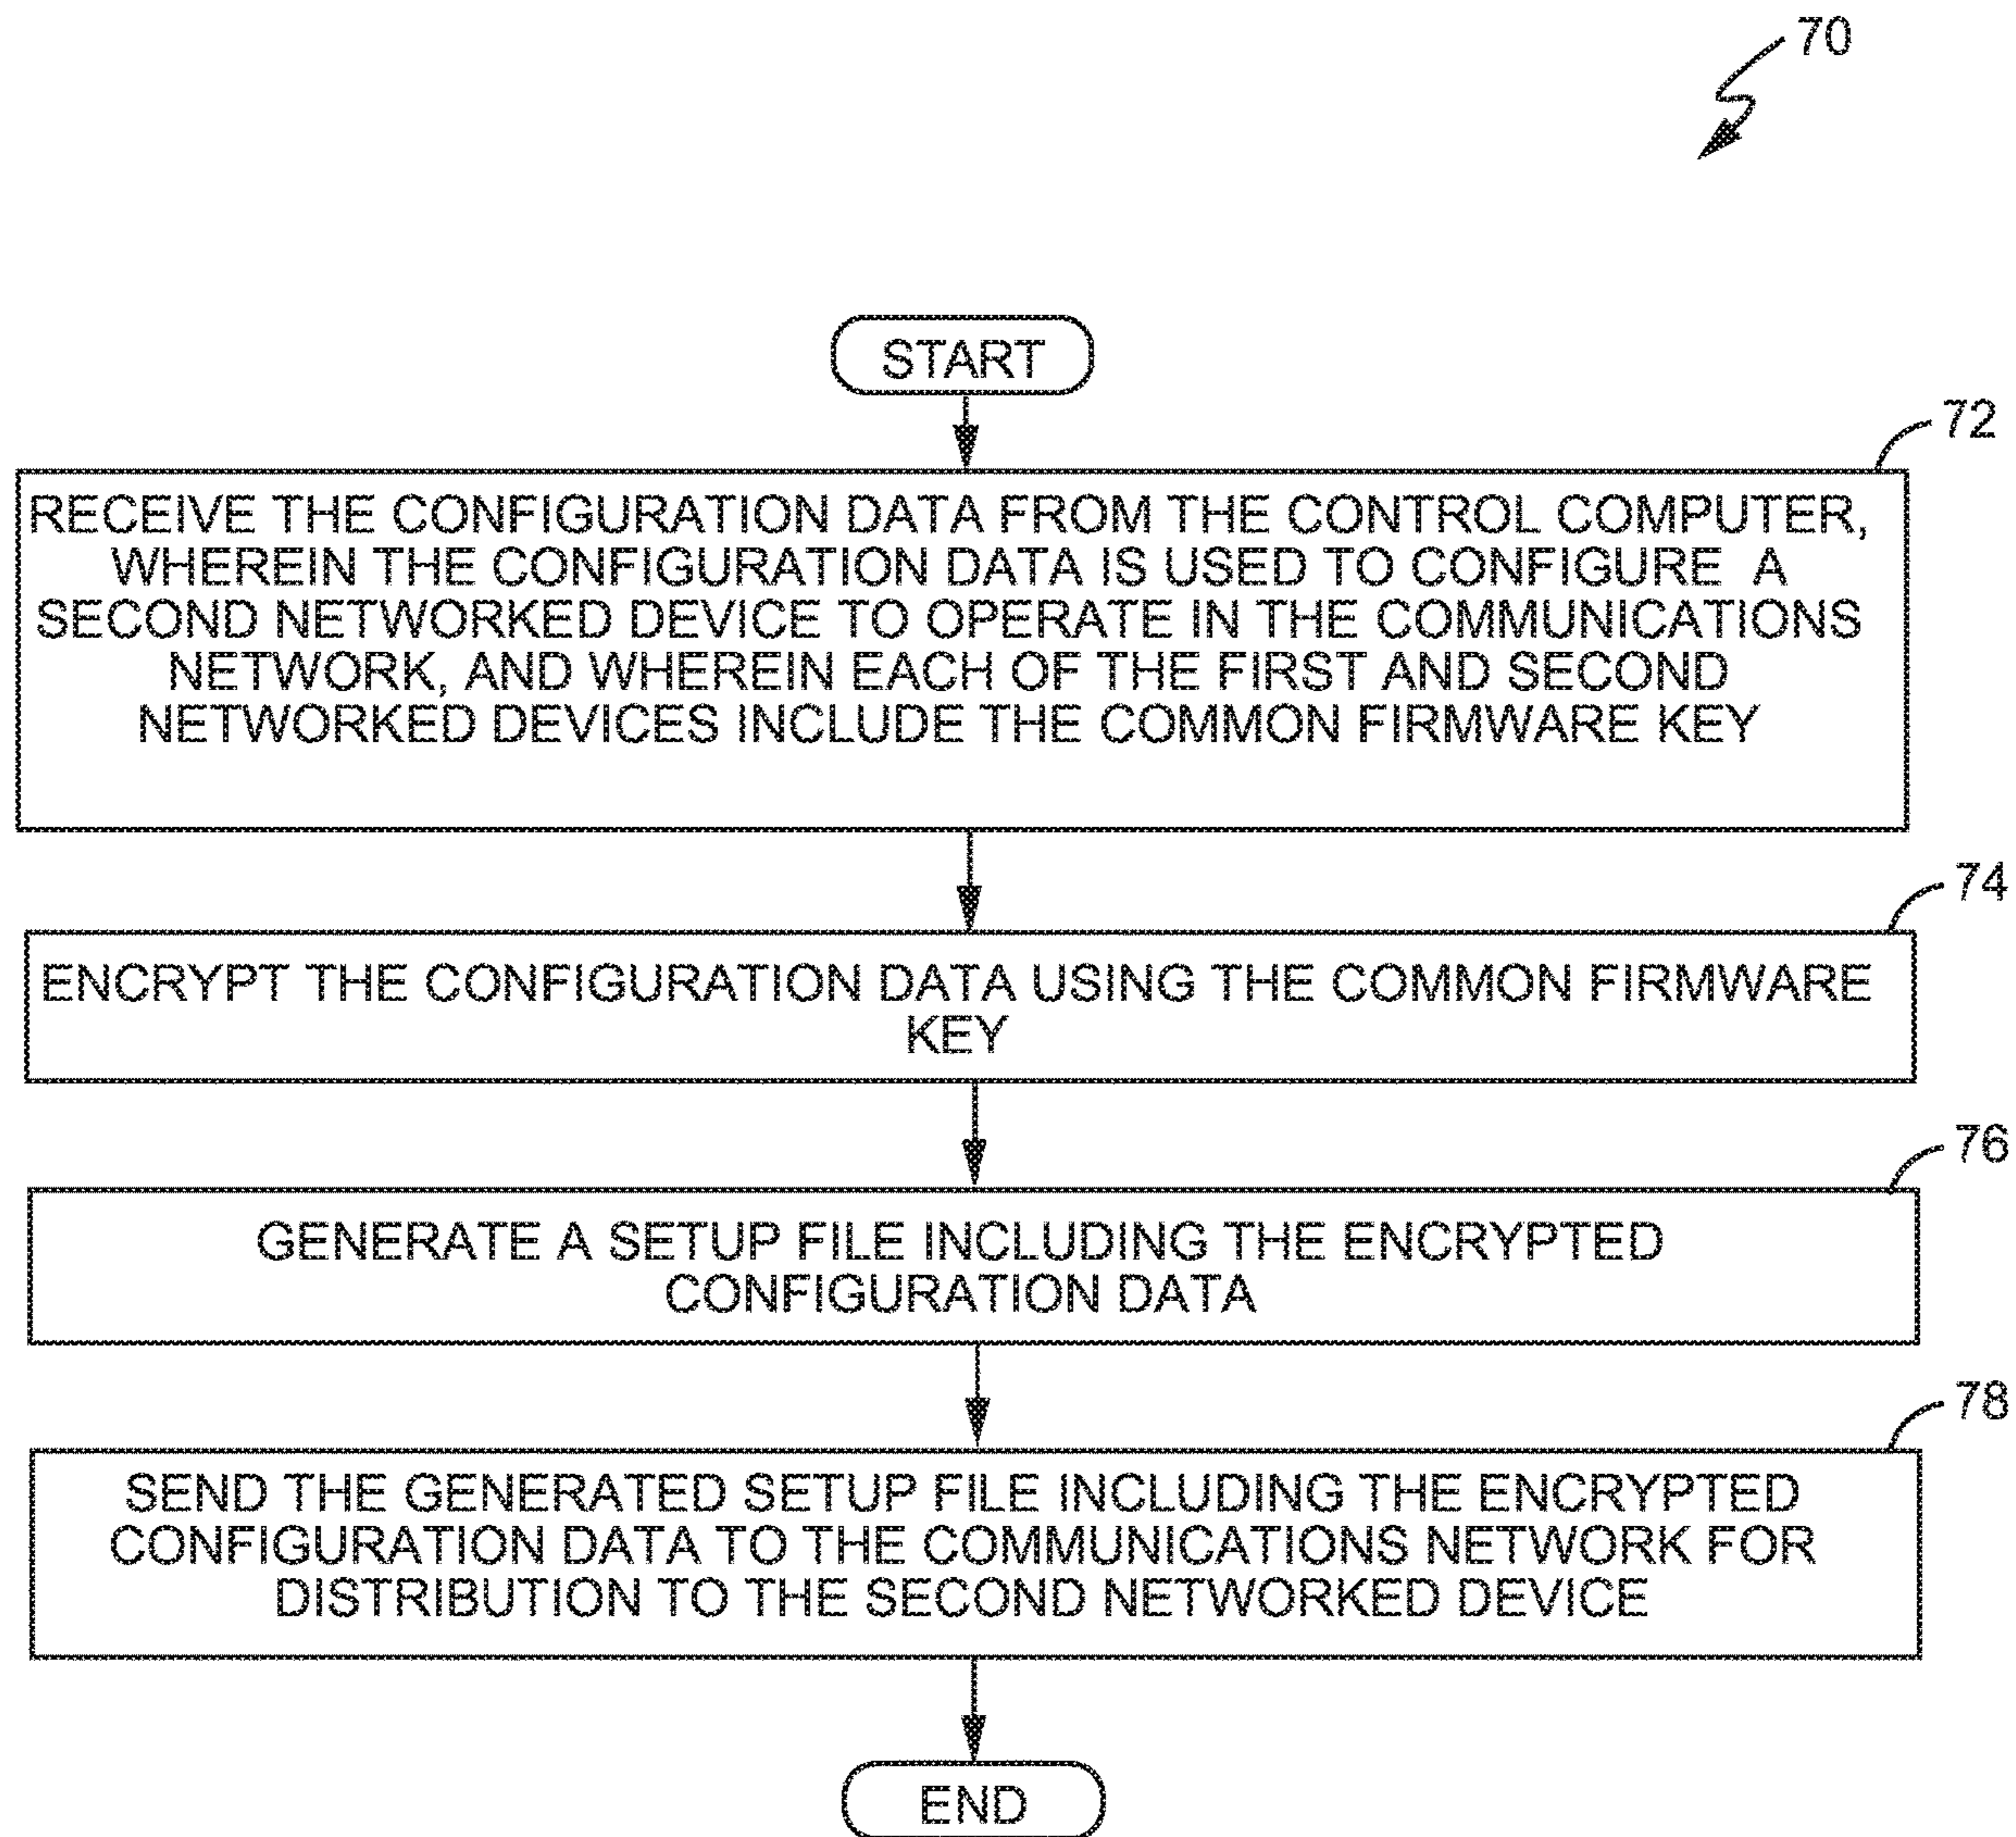 70
START
72
RECEIVE THE CONFIGURATION DATA FROM THE CONTROL COMPUTER,
WHEREIN THE CONFIGURATION DATA IS USED TO CONFIGURE A
SECOND NETWORKED DEVICE TO OPERATE IN THE COMMUNICATIONS
NETWORK, AND WHEREIN EACH OF THE FIRST AND SECOND
NETWORKED DEVICES INCLUDE THE COMMON FIRMWARE KEY
74
ENCRYPT THE CONFIGURATION DATA USING THE COMMON FIRMWARE
KEY
76
GENERATE A SETUP FILE INCLUDING THE ENCRYPTED
CONFIGURATION DATA
78
SEND THE GENERATED SETUP FILE INCLUDING THE ENCRYPTED
CONFIGURATION DATA TO THE COMMUNICATIONS NETWORK FOR
DISTRIBUTION TO THE SECOND NETWORKED DEVICE
END